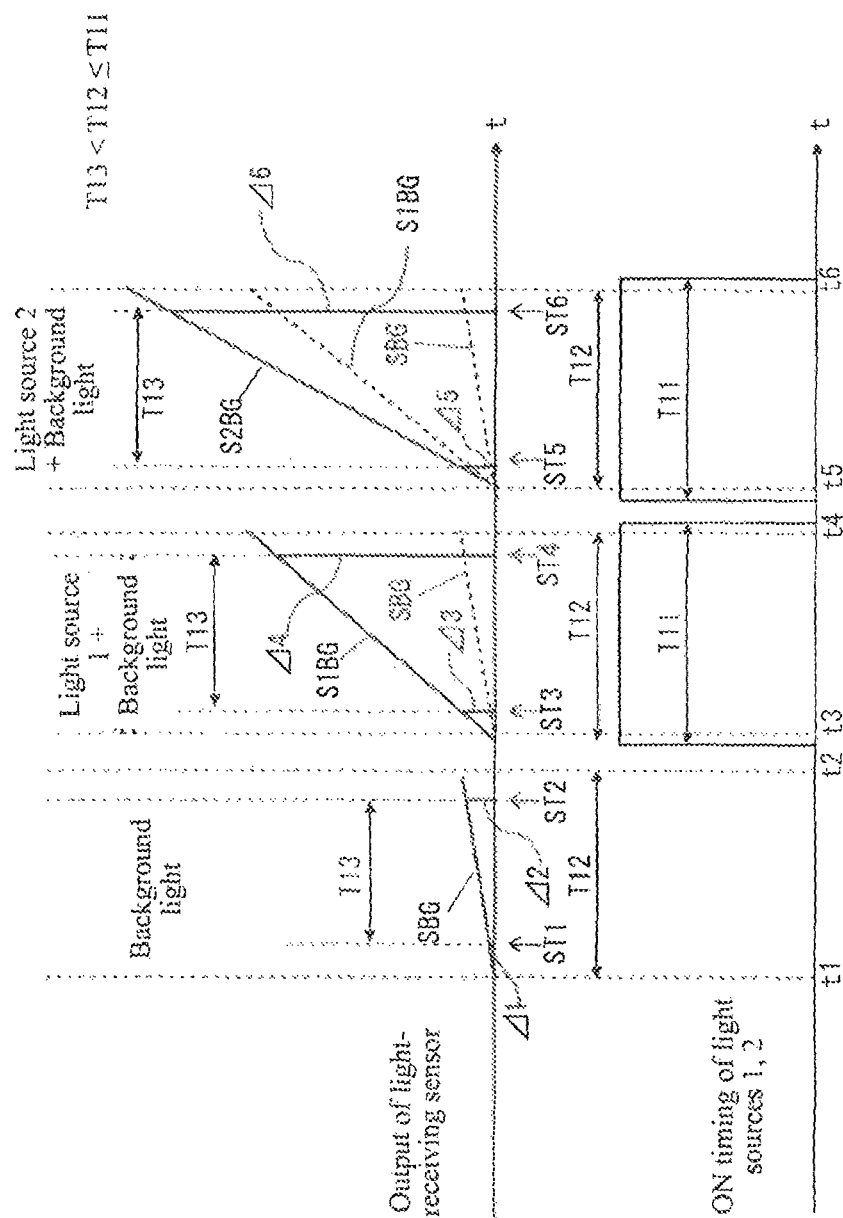 T13 < T12 ≤ T11
Background
light
Light source
1 +
Background
light
Light source 2
+ Background
light
T13
T13
T13
Output of light-
receiving sensor
SBG
Δ1
Δ2
S1BG
Δ4
SBG
Δ3
S2BG
SBG
Δ5
Δ6
S1BG
t
ST1
ST2
ST3
ST4
ST5
ST6
T12
T12
T12
ON timing of light
sources 1, 2
T11
T11
t1
t2
t3
t4
t5
t6
t